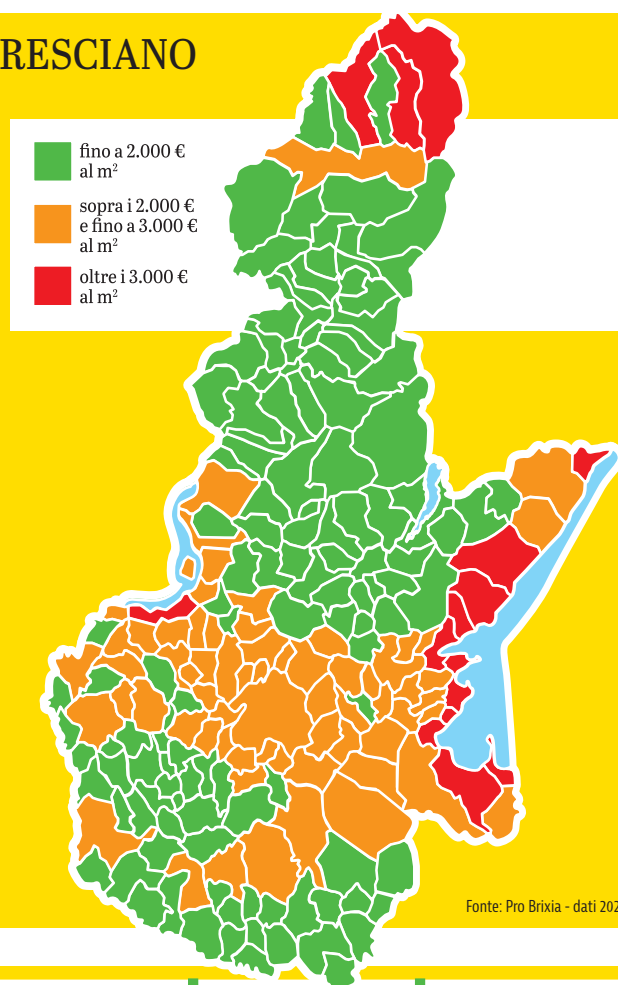 RESCIANO
fino a 2.000 €
al m²
sopra i 2.000 €
e fino a 3.000 €
al m²
oltre i 3.000 €
al m²
Fonte: Pro Brixia - dati 202